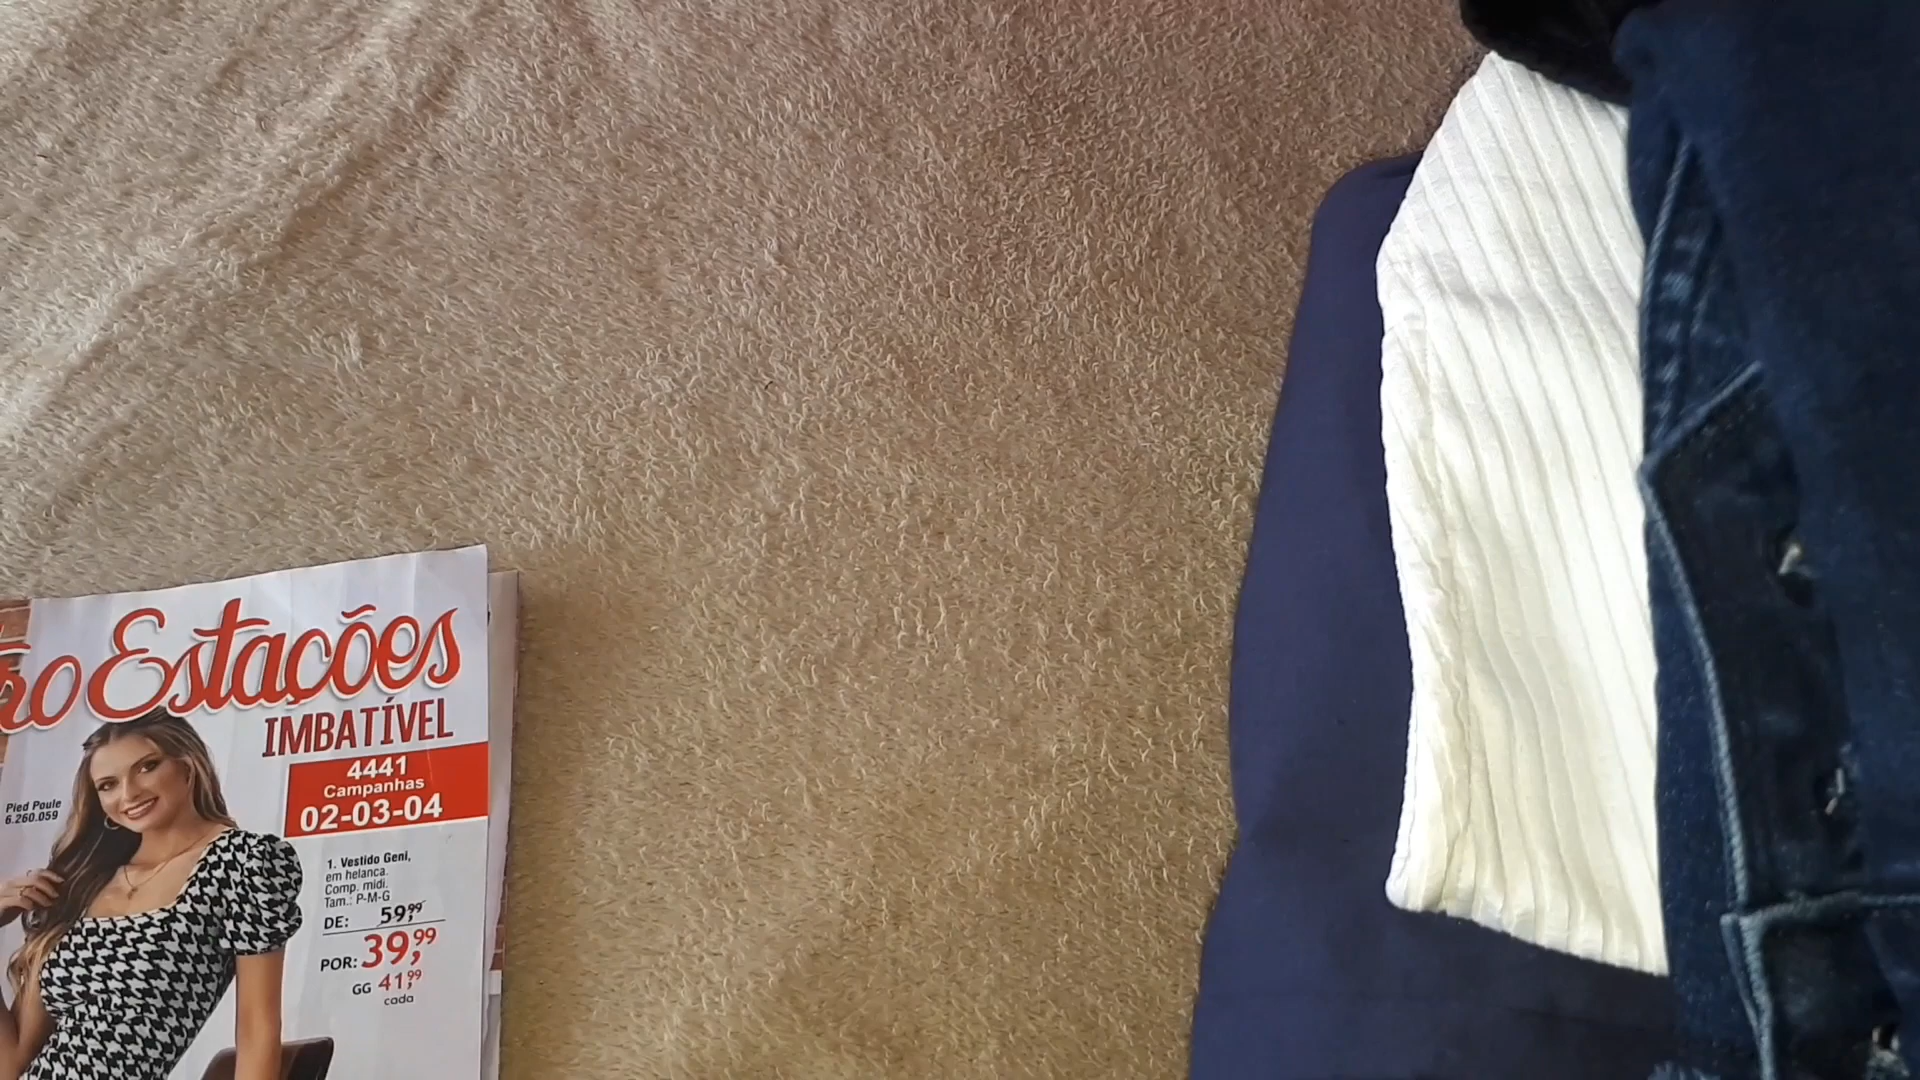 ro Estações
IMBATÍVEL
4441
Campanhas
02-03-04
Pied Poule
6.260.059
1. Vestido Geni,
em helanca.
Comp. midi.
Tam.: P-M-G
DE: 59,99
POR: 39,99
GG 41,99
cada